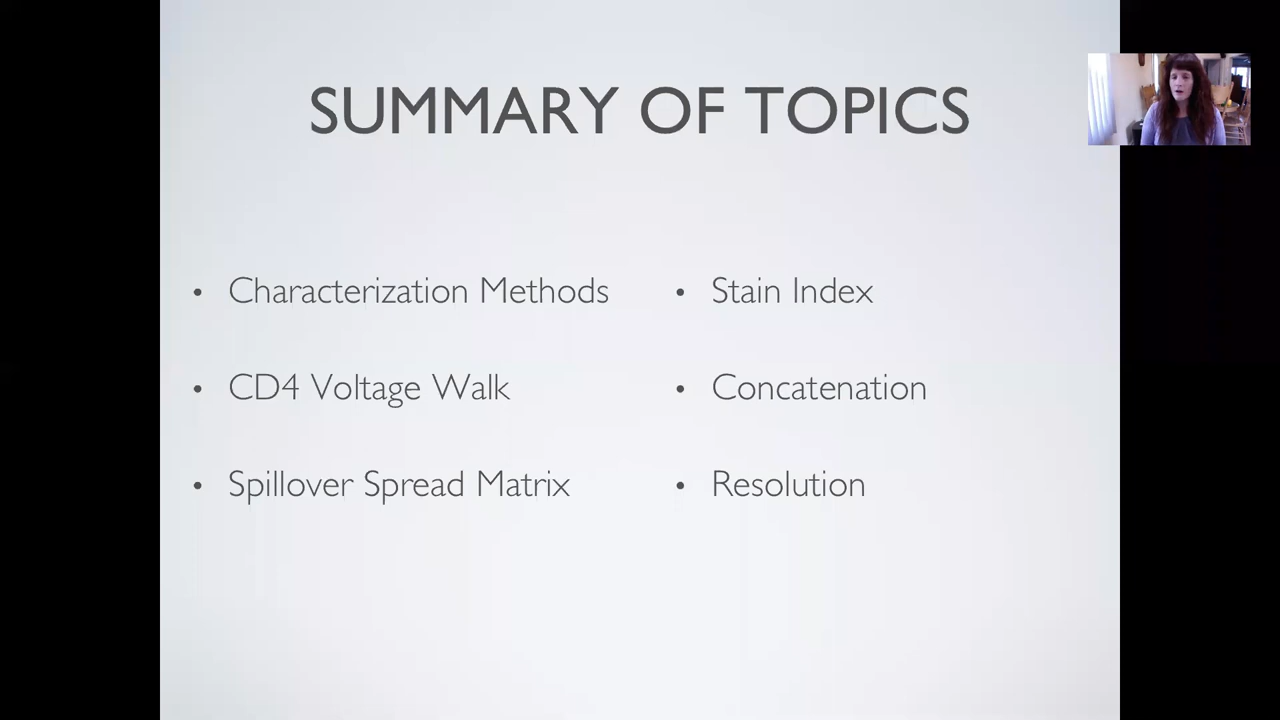 SUMMARY OF TOPICS
• Characterization Methods
• CD4 Voltage Walk
• Spillover Spread Matrix
• Stain Index
• Concatenation
• Resolution